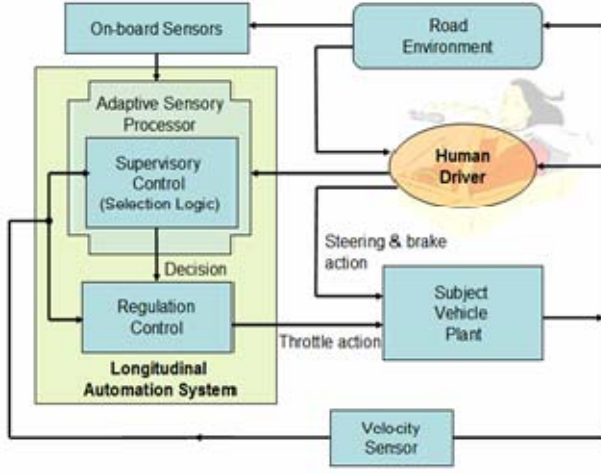 On-board Sensors
Road
Environment
Adaptive Sensory
Processor
Supervisory
Control
(Selection Logic)
Human
Driver
Steering & brake
action
Decision
Regulation
Control
Subject
Vehicle
Plant
Throttle action
Longitudinal
Automation System
Velocity
Sensor